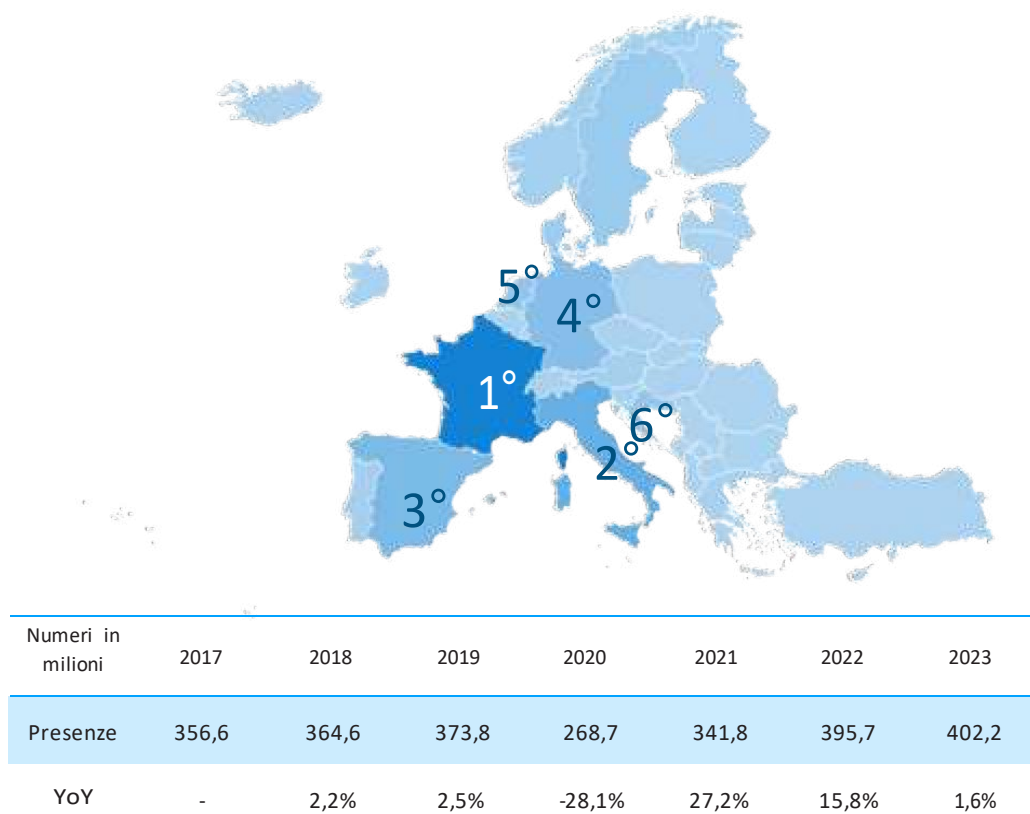 5°
4°
1°
6°
2°
3°
Numeri in
milioni 2017 2018 2019 2020 2021 2022 2023
Presenze 356,6 364,6 373,8 268,7 341,8 395,7 402,2
YoY - 2,2% 2,5% -28,1% 27,2% 15,8% 1,6%